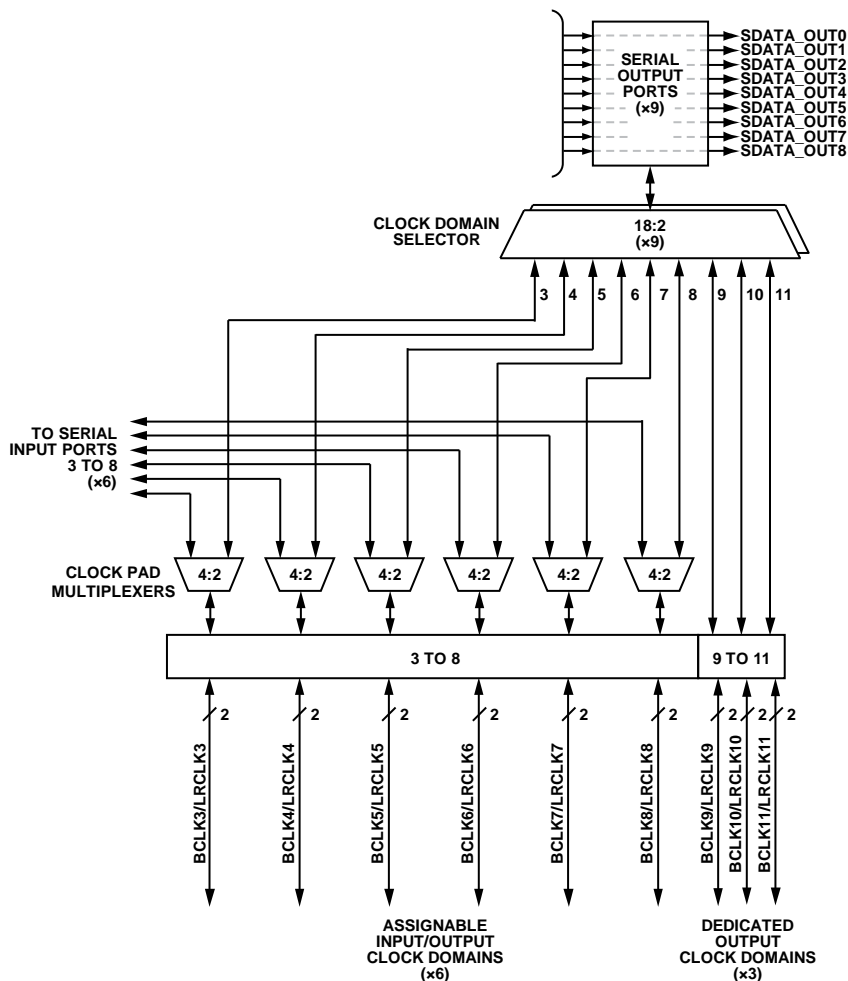 SERIAL
OUTPUT
PORTS
(×9)
SDATA_OUT0
SDATA_OUT1
SDATA_OUT2
SDATA_OUT3
SDATA_OUT4
SDATA_OUT5
SDATA_OUT6
SDATA_OUT7
SDATA_OUT8
CLOCK DOMAIN
SELECTOR
18:2
(×9)
3 4 5 6 7 8 9 10 11
TO SERIAL
INPUT PORTS
3 TO 8
(×6)
CLOCK PAD
MULTIPLEXERS
4:2 4:2 4:2 4:2 4:2 4:2
3 TO 8 9 TO 11
2 2 2 2 2 2 2 2 2
BCLK3/LRCLK3
BCLK4/LRCLK4
BCLK5/LRCLK5
BCLK6/LRCLK6
BCLK7/LRCLK7
BCLK8/LRCLK8
BCLK9/LRCLK9
BCLK10/LRCLK10
BCLK11/LRCLK11
ASSIGNABLE
INPUT/OUTPUT
CLOCK DOMAINS
(×6)
DEDICATED
OUTPUT
CLOCK DOMAINS
(×3)